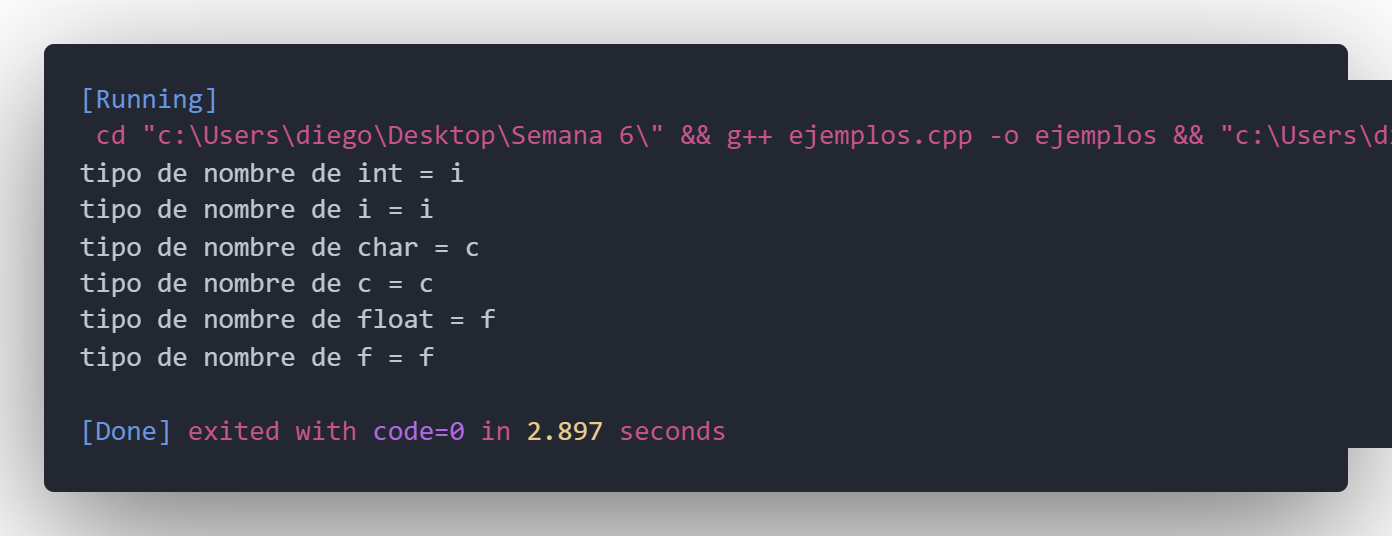 [Running]
cd "c:\Users\diego\Desktop\Semana 6\" && g++ ejemplos.cpp -o ejemplos && "c:\Users\d
tipo de nombre de int = i
tipo de nombre de i = i
tipo de nombre de char = c
tipo de nombre de c = c
tipo de nombre de float = f
tipo de nombre de f = f
[Done] exited with code=0 in 2.897 seconds